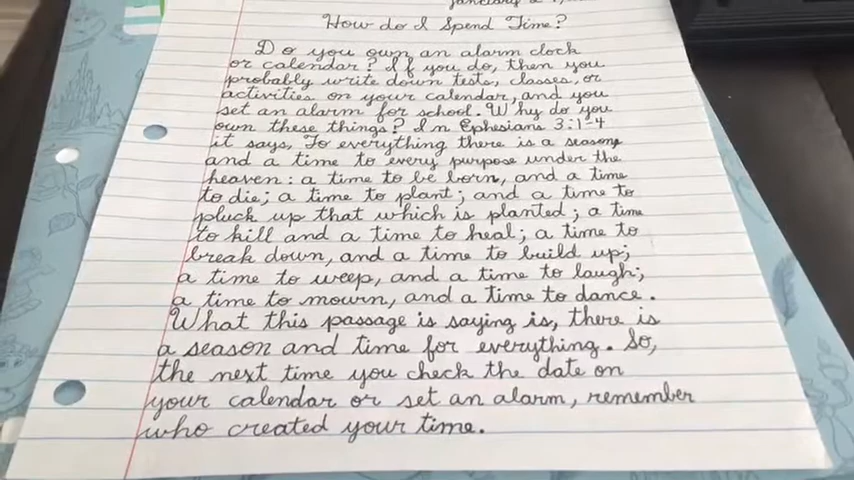 How do I Spend Time?
Do you own an alarm clock
or calendar? If you do, then you
probably write down tests, classes, or
activities on your calendar, and you
set an alarm for school. Why do you
own these things? In Ephesians 3:1-4
it says, To everything there is a season,
and a time to every purpose under the
heaven: a time to be born, and a time
to die; a time to plant; and a time to
pluck up that which is planted; a time
to kill and a time to heal; a time to
break down, and a time to build up;
a time to weep, and a time to laugh;
a time to mourn, and a time to dance.
What this passage is saying is, there is
a season and time for everything. So,
the next time you check the date on
your calendar or set an alarm, remember
who created your time.